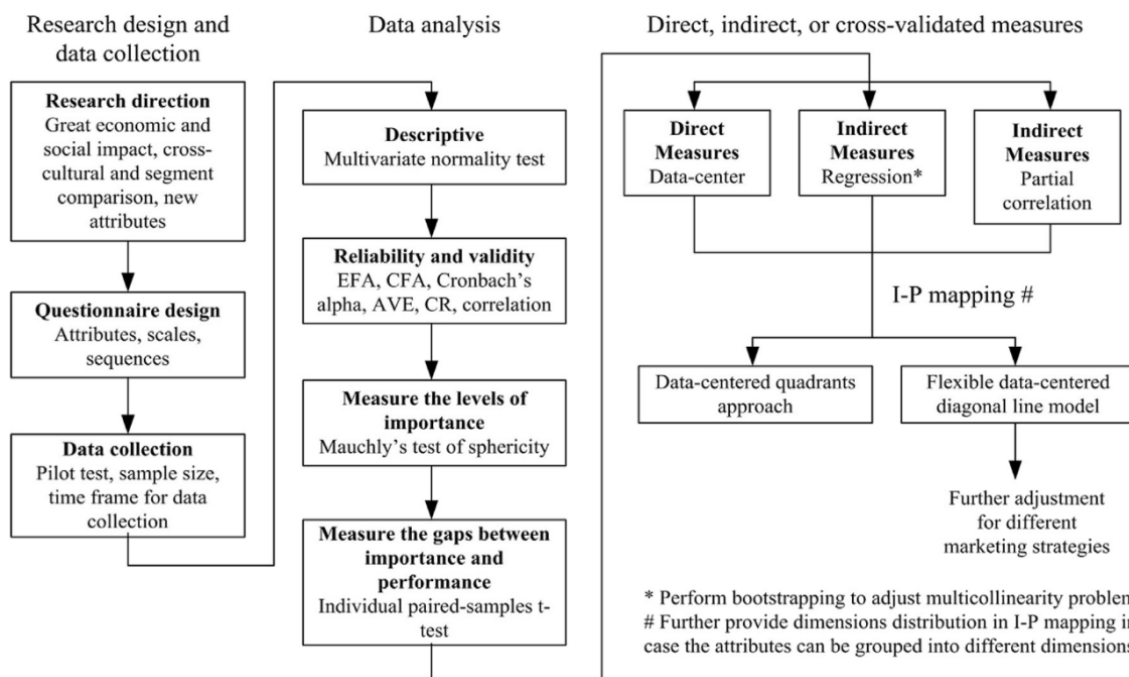 Research design and
data collection
Research direction
Great economic and
social impact, cross-
cultural and segment
comparison, new
attributes
Questionnaire design
Attributes, scales,
sequences
Data collection
Pilot test, sample size,
time frame for data
collection
Data analysis
Descriptive
Multivariate normality test
Reliability and validity
EFA, CFA, Cronbach's
alpha, AVE, CR, correlation
Measure the levels of
importance
Mauchly's test of sphericity
Measure the gaps between
importance and
performance
Individual paired-samples t-
test
Direct, indirect, or cross-validated measures
Direct
Measures
Data-center
Indirect
Measures
Regression*
Indirect
Measures
Partial
correlation
I-P mapping #
Data-centered quadrants
approach
Flexible data-centered
diagonal line model
Further adjustment
for different
marketing strategies
* Perform bootstrapping to adjust multicollinearity problem
# Further provide dimensions distribution in I-P mapping in
case the attributes can be grouped into different dimensions